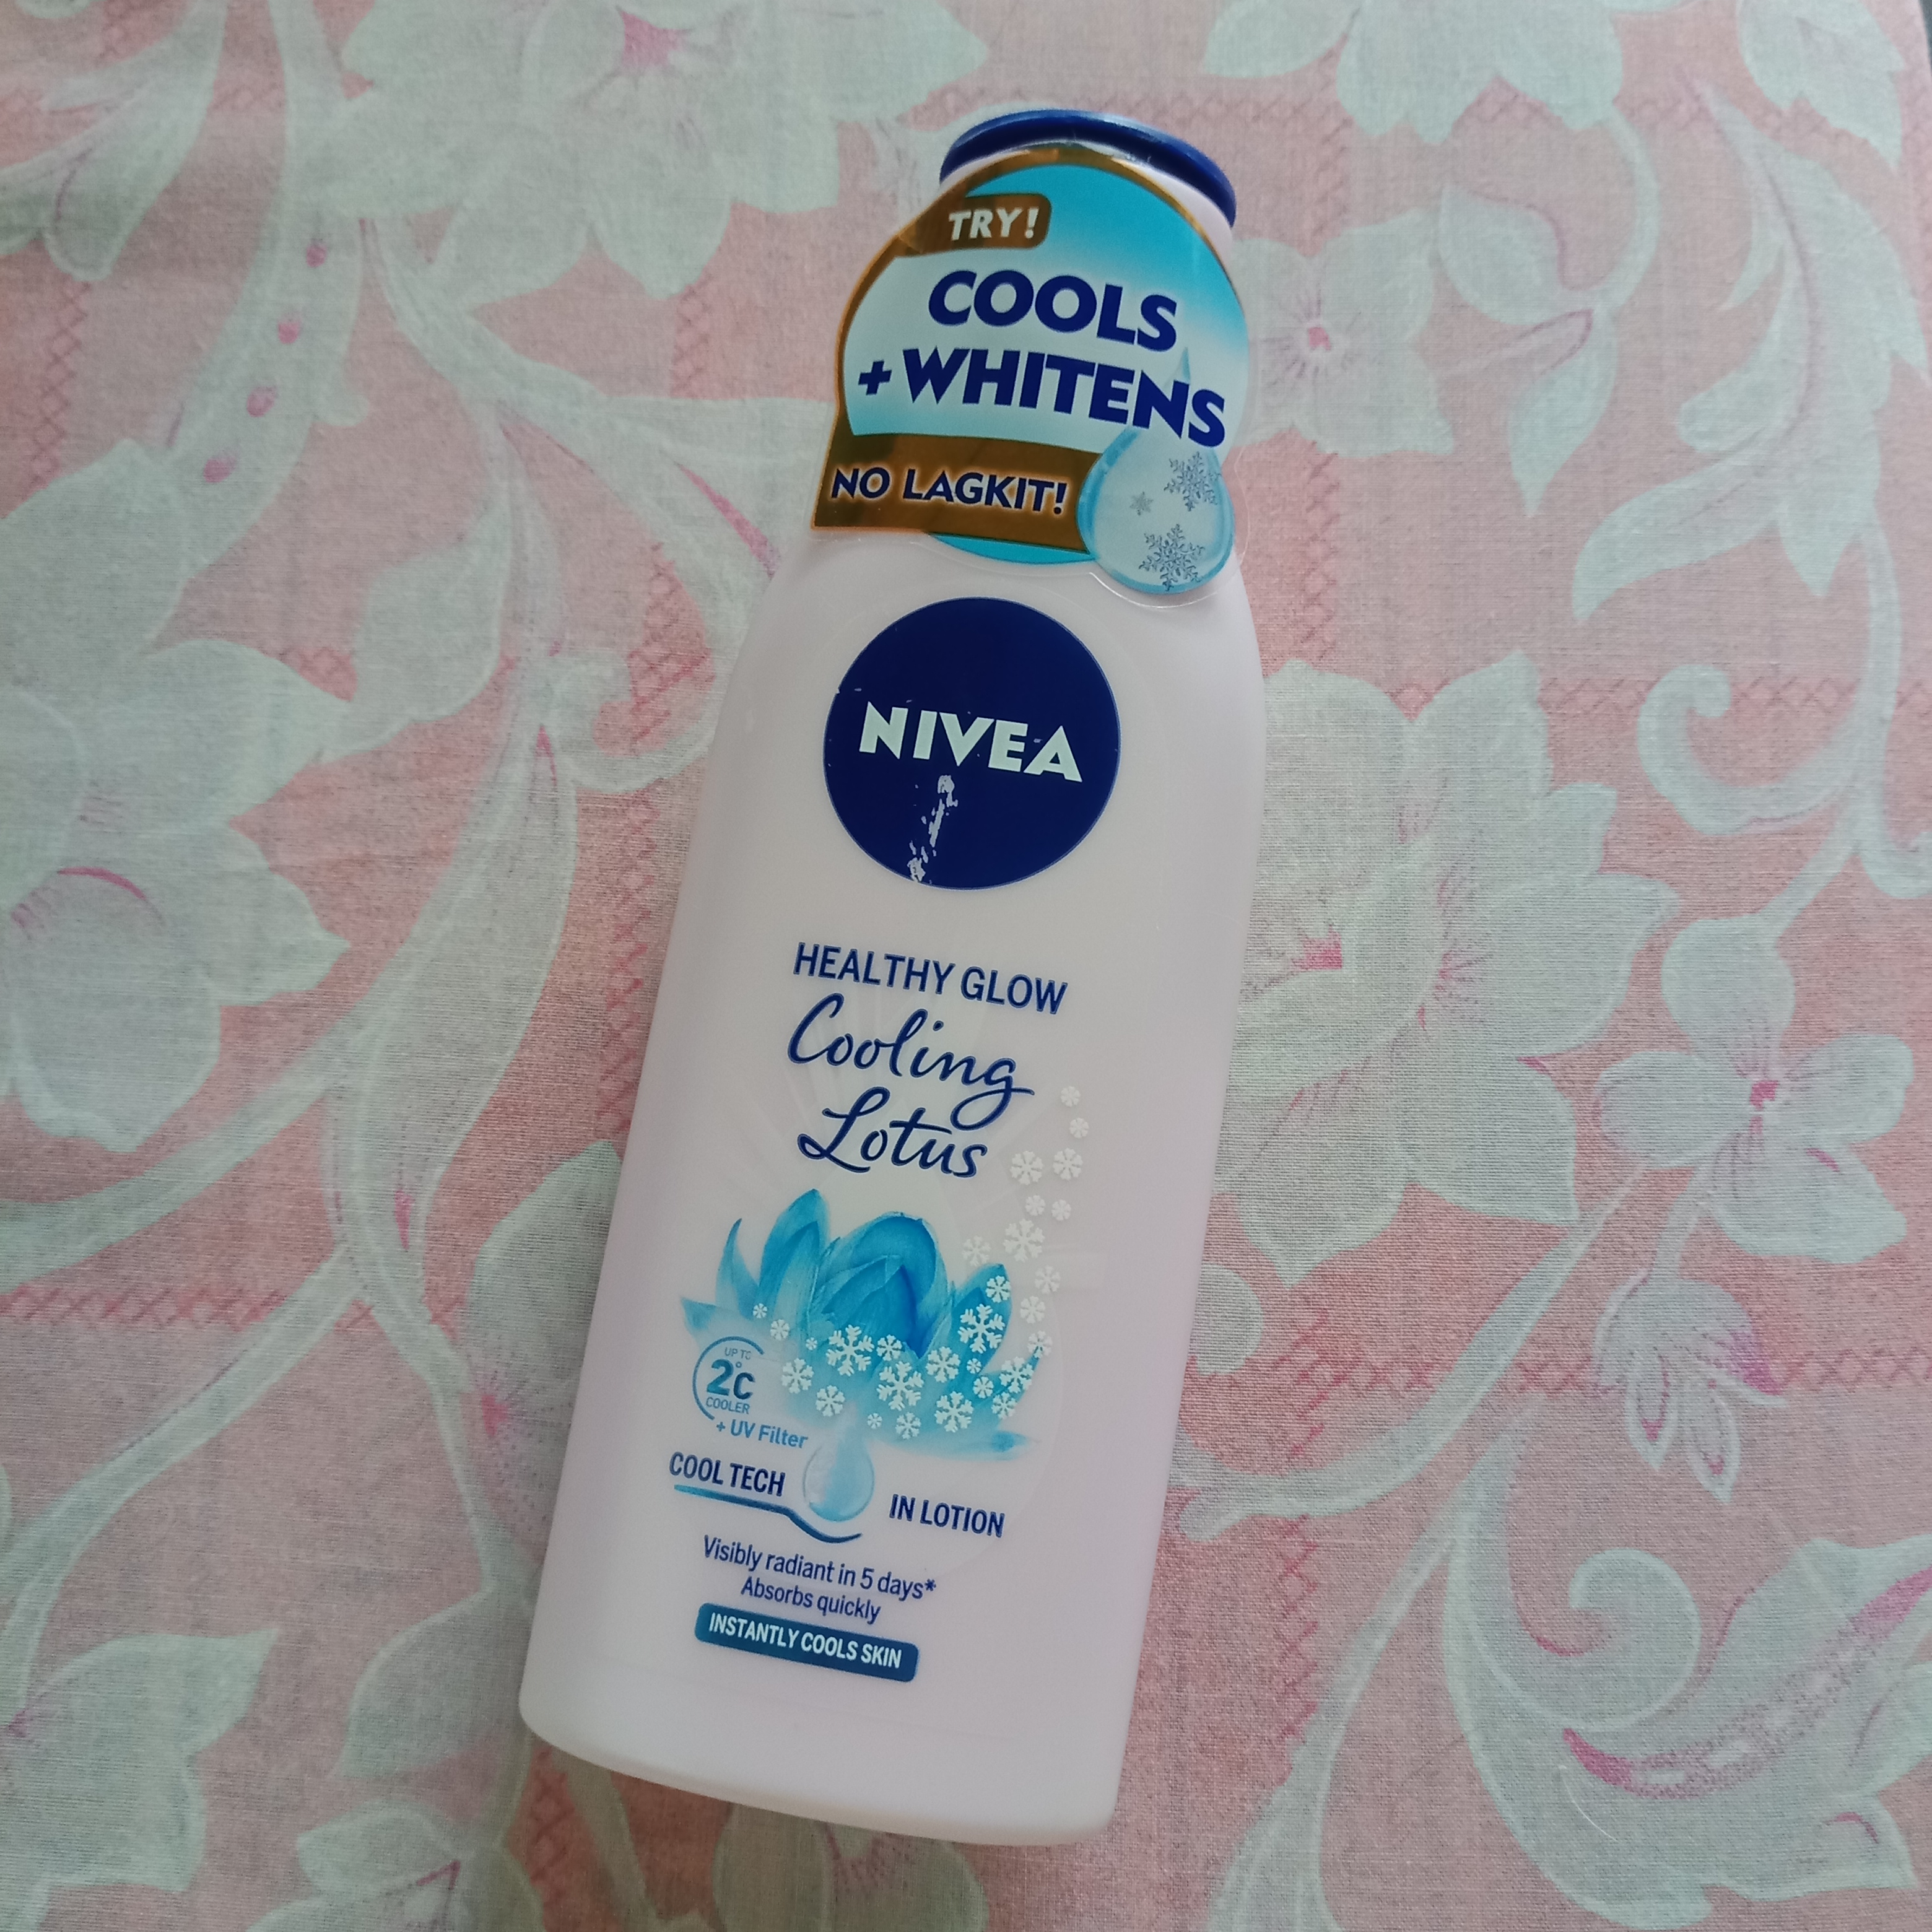 TRY!
COOLS
+WHITENS
NO LAGKIT!
NIVEA
HEALTHY GLOW
Cooling
Lotus
UP TO
2°C
COOLER
+ UV Filter
COOL TECH IN LOTION
Visibly radiant in 5 days*
Absorbs quickly
INSTANTLY COOLS SKIN